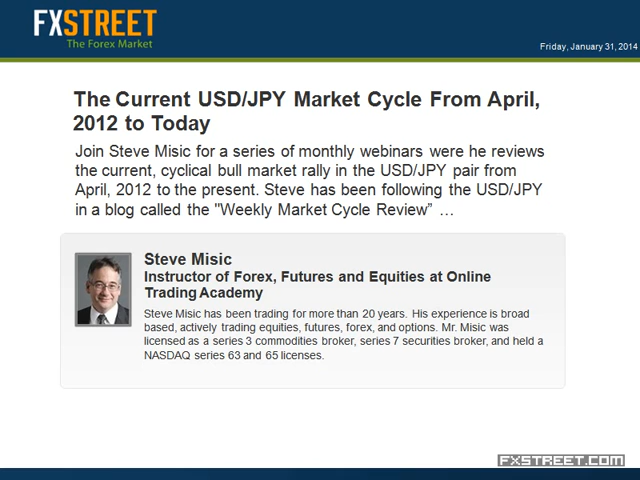 FXSTREET
The Forex Market
Friday, January 31, 2014
The Current USD/JPY Market Cycle From April,
2012 to Today
Join Steve Misic for a series of monthly webinars were he reviews
the current, cyclical bull market rally in the USD/JPY pair from
April, 2012 to the present. Steve has been following the USD/JPY
in a blog called the "Weekly Market Cycle Review” …
Steve Misic
Instructor of Forex, Futures and Equities at Online
Trading Academy
Steve Misic has been trading for more than 20 years. His experience is broad
based, actively trading equities, futures, forex, and options. Mr. Misic was
licensed as a series 3 commodities broker, series 7 securities broker, and held a
NASDAQ series 63 and 65 licenses.
FXSTREET.COM